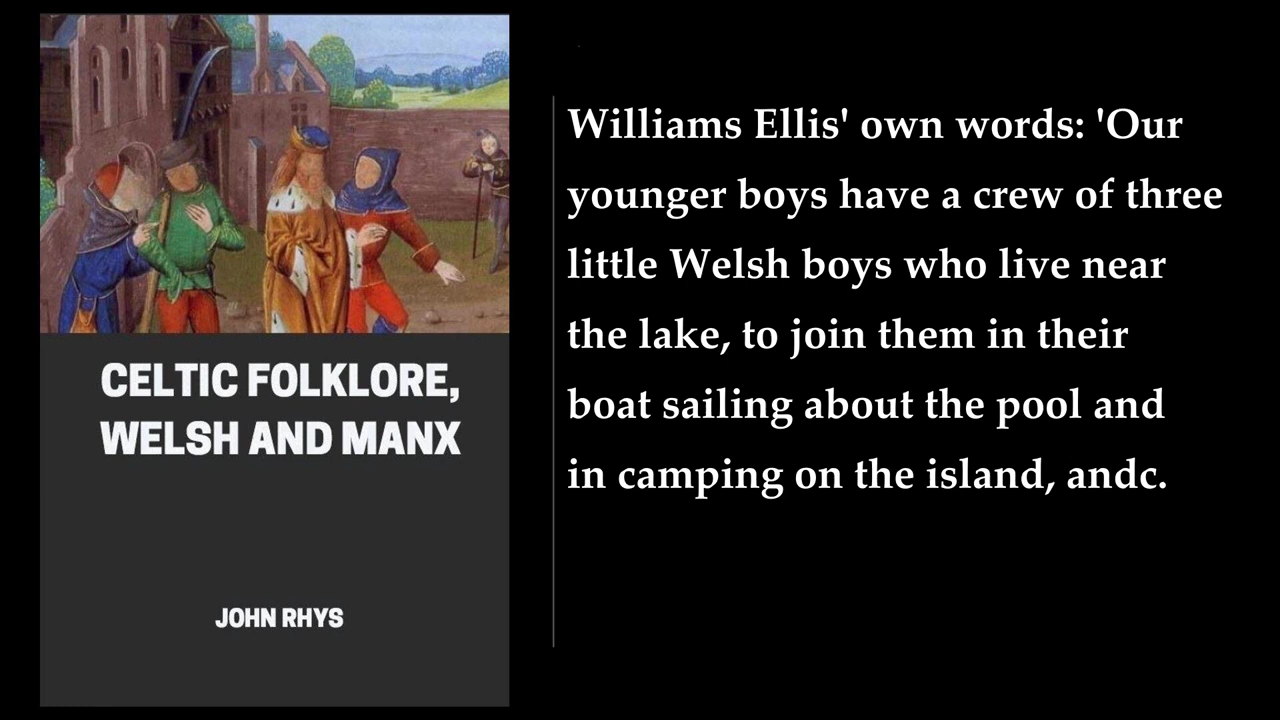 CELTIC FOLKLORE,
WELSH AND MANX
JOHN RHYS
Williams Ellis' own words: 'Our
younger boys have a crew of three
little Welsh boys who live near
the lake, to join them in their
boat sailing about the pool and
in camping on the island, andc.